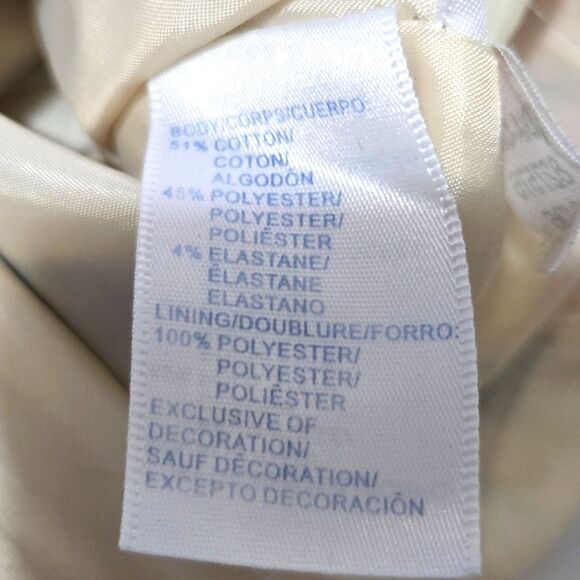 BODY/CORPS/CUERPO:
51% COTTON/
COTON/
ALGODÓN
45% POLYESTER/
POLYESTER/
POLIÉSTER
4% ELASTANE/
ÉLASTANE
ELASTANO
LINING/DOUBLURE/FORRO:
100% POLYESTER/
POLYESTER/
POLIÉSTER
EXCLUSIVE OF
DECORATION/
SAUF DÉCORATION/
EXCEPTO DECORACIÓN